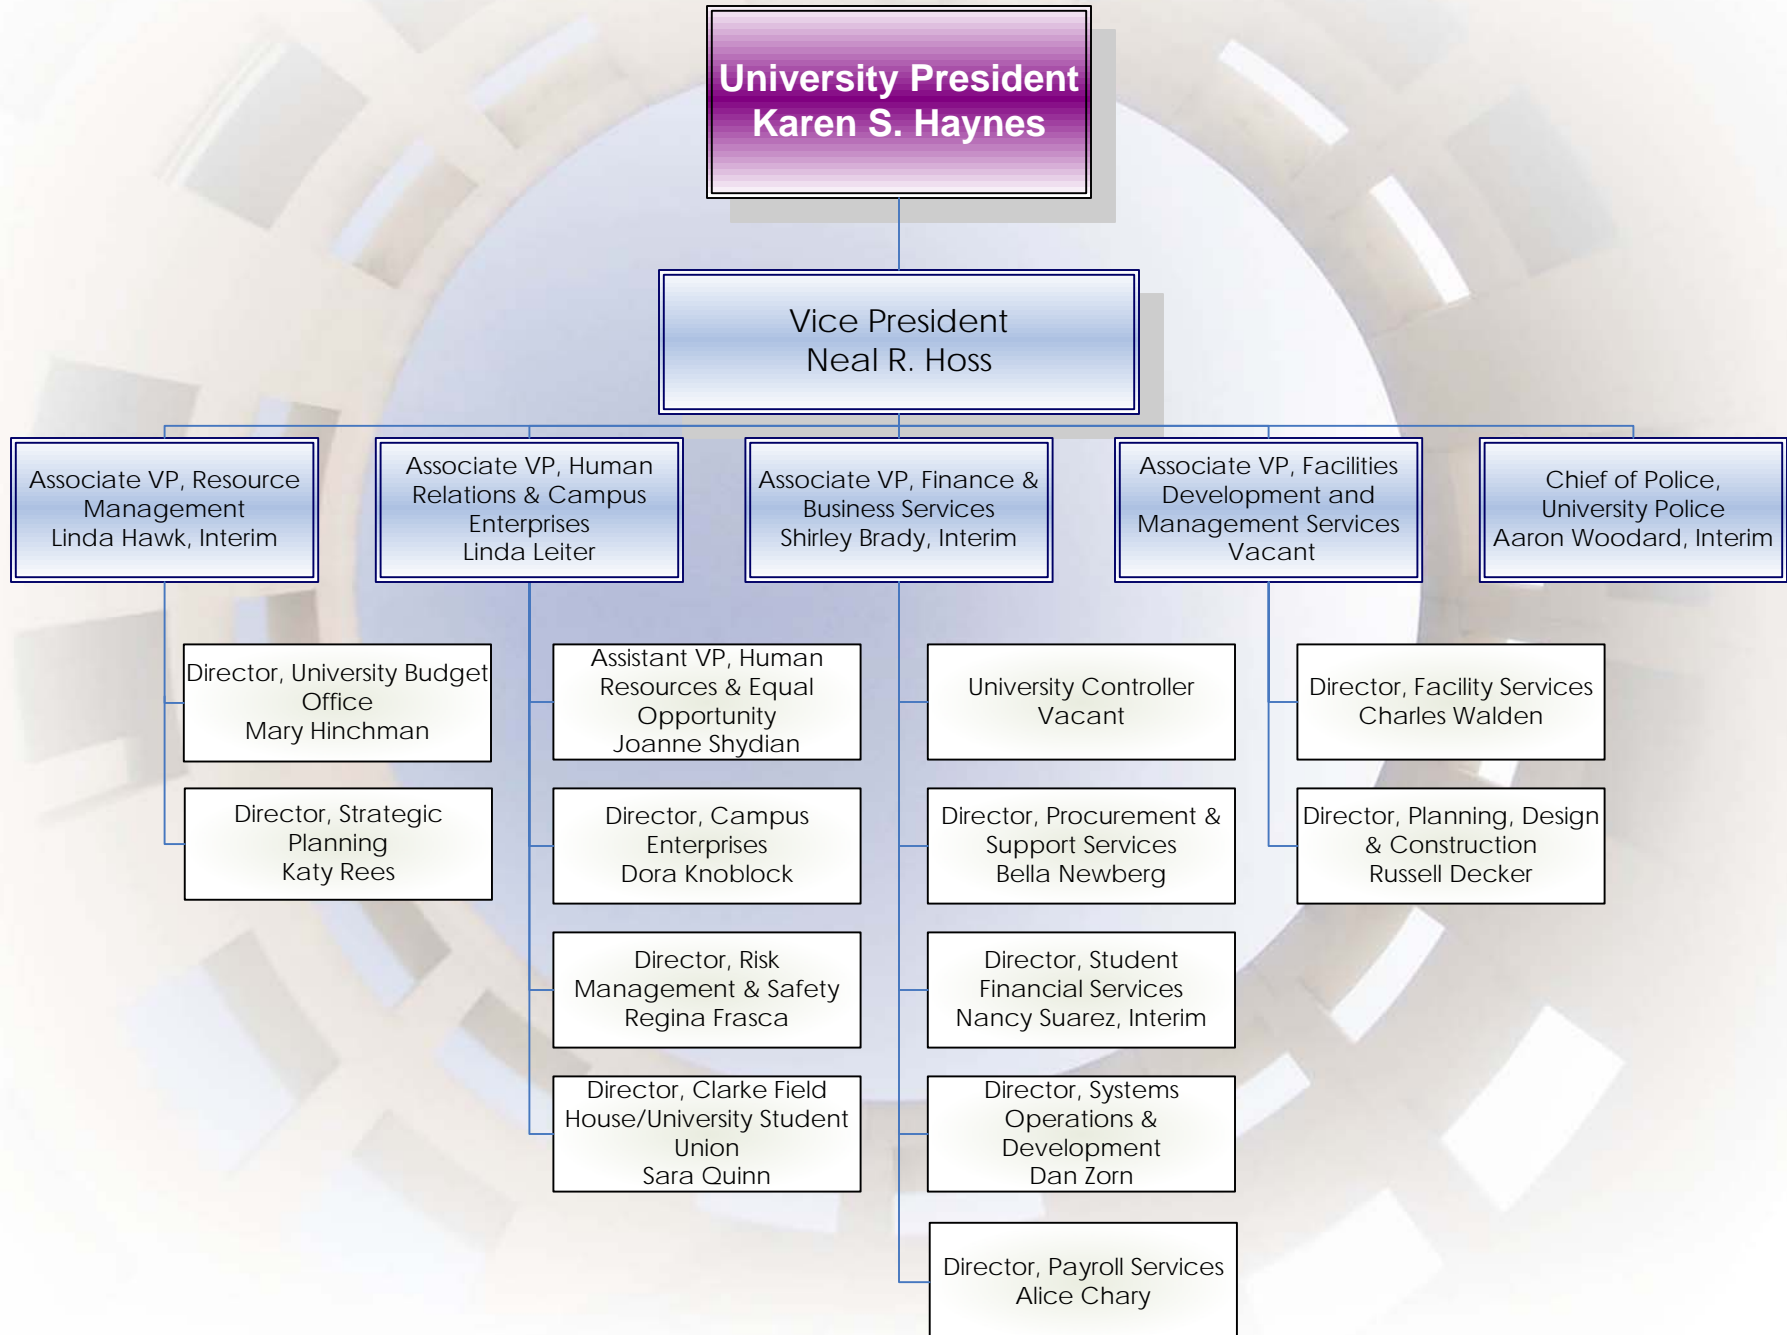 University President
Karen S. Haynes
Vice President
Neal R. Hoss
Associate VP, Resource
Management
Linda Hawk, Interim
Associate VP, Human
Relations & Campus
Enterprises
Linda Leiter
Associate VP, Finance &
Business Services
Shirley Brady, Interim
Associate VP, Facilities
Development and
Management Services
Vacant
Chief of Police,
University Police
Aaron Woodard, Interim
Director, University Budget
Office
Mary Hinchman
Director, Strategic
Planning
Katy Rees
Assistant VP, Human
Resources & Equal
Opportunity
Joanne Shydian
Director, Campus
Enterprises
Dora Knoblock
Director, Risk
Management & Safety
Regina Frasca
Director, Clarke Field
House/University Student
Union
Sara Quinn
University Controller
Vacant
Director, Procurement &
Support Services
Bella Newberg
Director, Student
Financial Services
Nancy Suarez, Interim
Director, Systems
Operations &
Development
Dan Zorn
Director, Payroll Services
Alice Chary
Director, Facility Services
Charles Walden
Director, Planning, Design
& Construction
Russell Decker